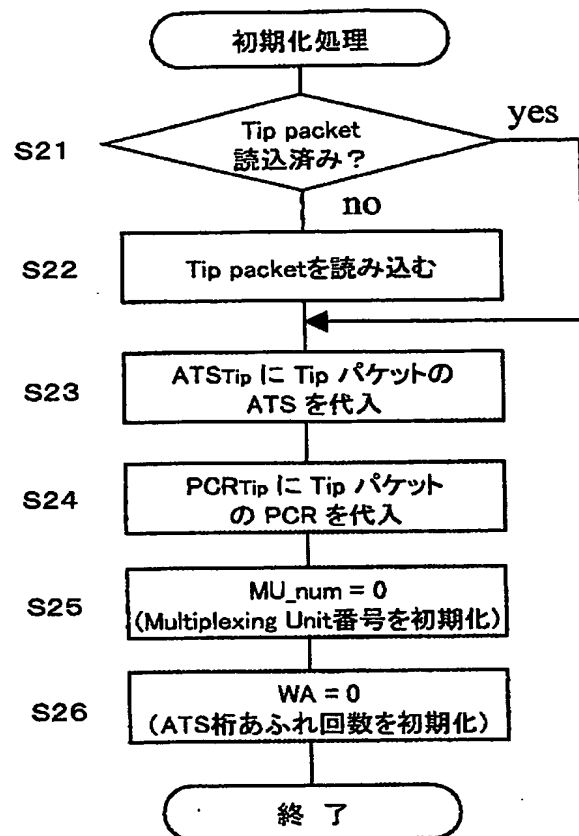 初期化処理
S21
Tip packet
読込済み？
yes
no
S22
Tip packetを読み込む
S23
ATSTip に Tip パケットの
ATS を代入
S24
PCRTip に Tip パケット
の PCR を代入
S25
MU_num = 0
(Multiplexing Unit番号を初期化)
S26
WA = 0
(ATS桁あふれ回数を初期化)
終 了